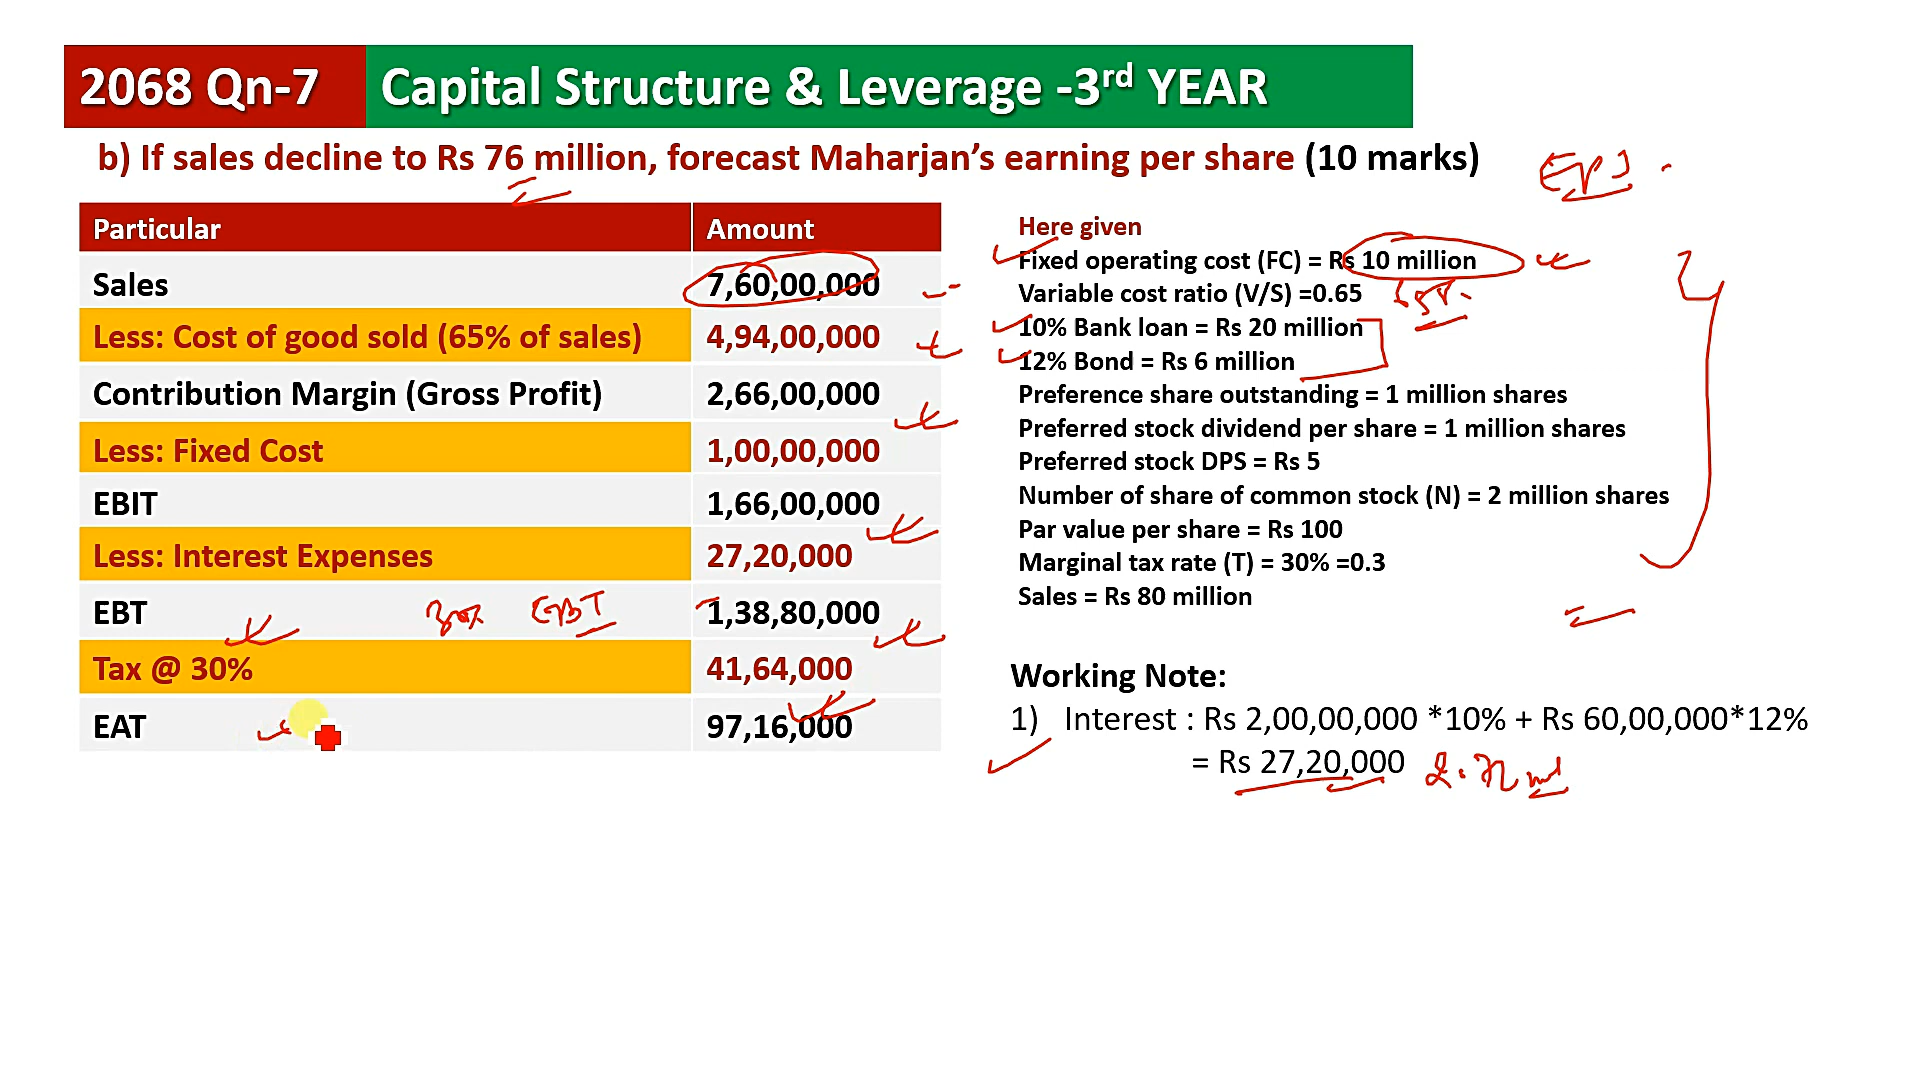 2068 Qn-7 Capital Structure & Leverage -3rd YEAR
b) If sales decline to Rs 76 million, forecast Maharjan's earning per share (10 marks)
EPS
Particular Amount
Sales 7,60,00,000
Less: Cost of good sold (65% of sales) 4,94,00,000
Contribution Margin (Gross Profit) 2,66,00,000
Less: Fixed Cost 1,00,00,000
EBIT 1,66,00,000
Less: Interest Expenses 27,20,000
EBT 30% EBT 1,38,80,000
Tax @ 30% 41,64,000
EAT 97,16,000
Here given
Fixed operating cost (FC) = Rs 10 million
Variable cost ratio (V/S) =0.65 65%
10% Bank loan = Rs 20 million
12% Bond = Rs 6 million
Preference share outstanding = 1 million shares
Preferred stock dividend per share = 1 million shares
Preferred stock DPS = Rs 5
Number of share of common stock (N) = 2 million shares
Par value per share = Rs 100
Marginal tax rate (T) = 30% =0.3
Sales = Rs 80 million
Working Note:
1) Interest : Rs 2,00,00,000 *10% + Rs 60,00,000*12%
= Rs 27,20,000 2.72